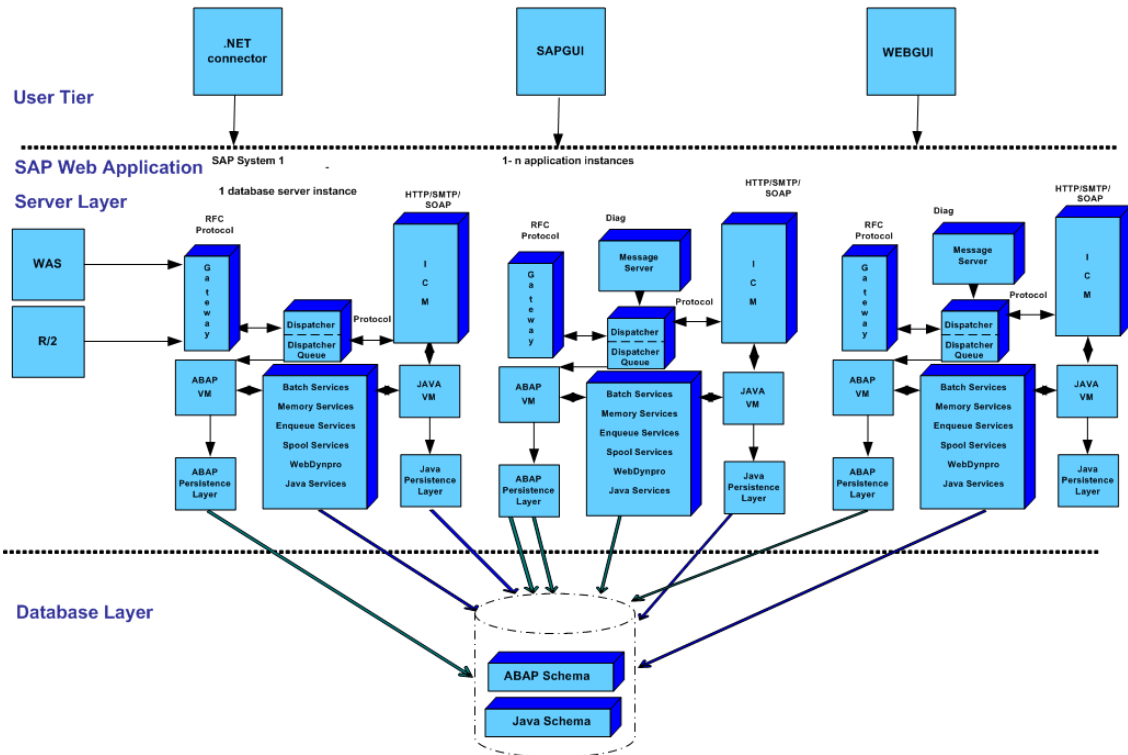 .NET
connector
SAPGUI
WEBGUI
User Tier
SAP Web Application
Server Layer
SAP System 1
-
1- n application instances
1 database server instance
WAS
R/2
RFC
Protocol
Gateway
HTTP/SMTP/
SOAP
ICM
Dispatcher
Dispatcher
Queue
Protocol
ABAP
VM
Batch Services
Memory Services
Enqueue Services
Spool Services
WebDynpro
Java Services
JAVA
VM
ABAP
Persistence
Layer
Java
Persistence
Layer
RFC
Protocol
Gateway
Diag
Message
Server
HTTP/SMTP/
SOAP
ICM
Protocol
Dispatcher
Dispatcher
Queue
ABAP
VM
Batch Services
Memory Services
Enqueue Services
Spool Services
WebDynpro
Java Services
JAVA
VM
ABAP
Persistence
Layer
Java
Persistence
Layer
RFC
Protocol
Gateway
Diag
Message
Server
HTTP/SMTP/
SOAP
ICM
Protocol
Dispatcher
Dispatcher
Queue
ABAP
VM
Batch Services
Memory Services
Enqueue Services
Spool Services
WebDynpro
Java Services
JAVA
VM
ABAP
Persistence
Layer
Java
Persistence
Layer
Database Layer
ABAP Schema
Java Schema